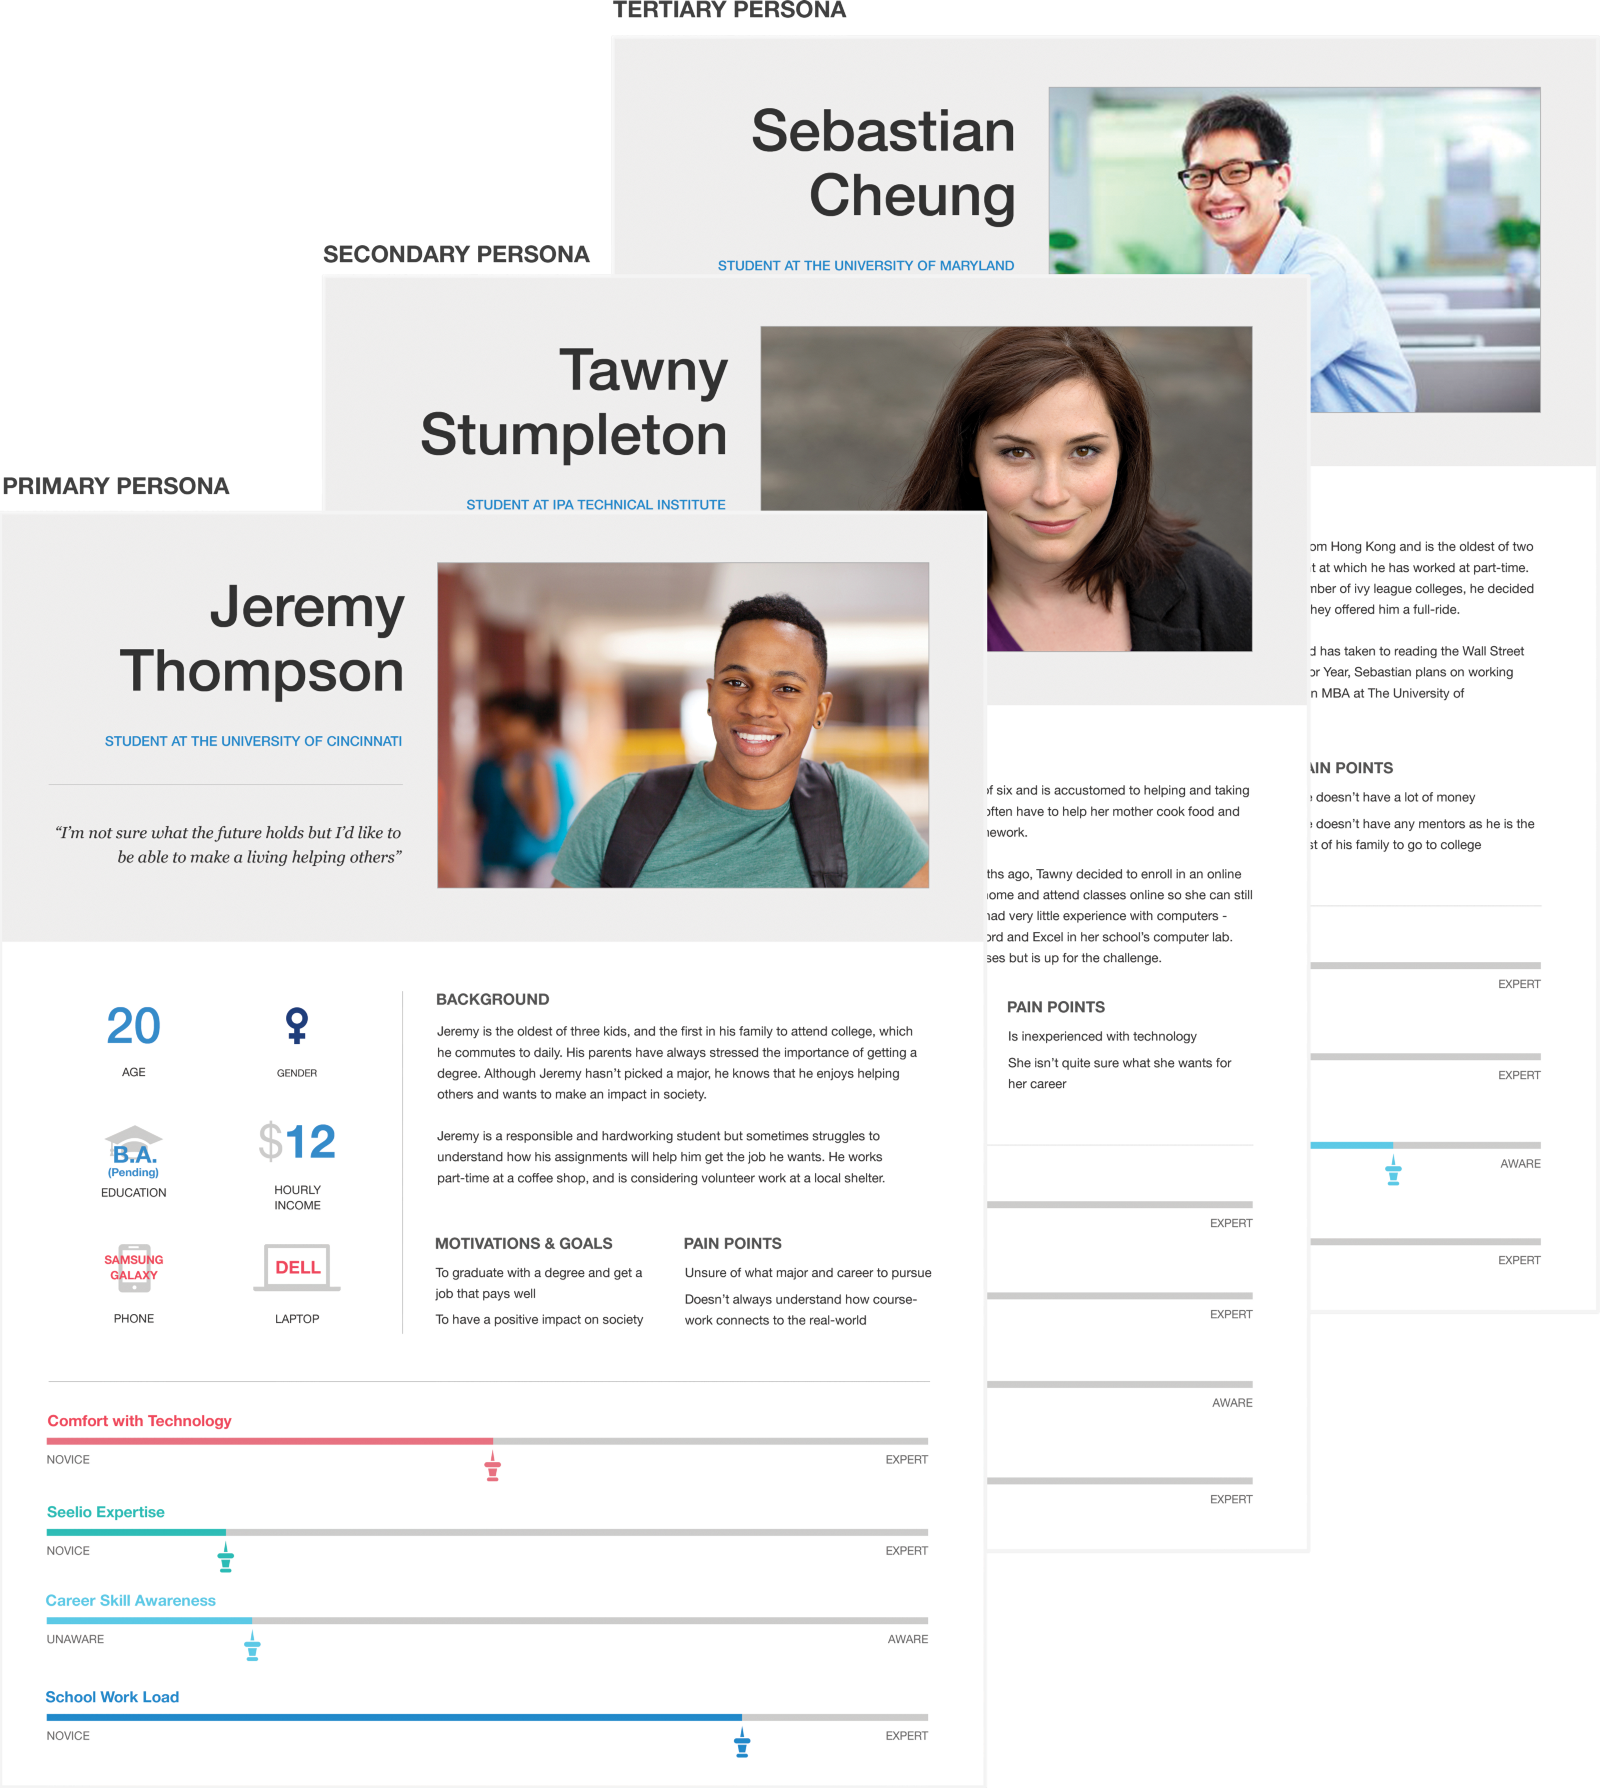 TERTIARY PERSONA
Sebastian
Cheung
STUDENT AT THE UNIVERSITY OF MARYLAND
Hong Kong and is the oldest of two
at which he has worked at part-time.
of ivy league colleges, he decided
they offered him a full-ride.
has taken to reading the Wall Street
Year, Sebastian plans on working
MBA at The University of
PAIN POINTS
doesn't have a lot of money
doesn't have any mentors as he is the
of his family to go to college
EXPERT
EXPERT
AWARE
EXPERT
SECONDARY PERSONA
Tawny
Stumpleton
STUDENT AT IPA TECHNICAL INSTITUTE
of six and is accustomed to helping and taking
often have to help her mother cook food and
ago, Tawny decided to enroll in an online
home and attend classes online so she can still
had very little experience with computers -
and Excel in her school's computer lab.
but is up for the challenge.
PAIN POINTS
Is inexperienced with technology
She isn't quite sure what she wants for
her career
EXPERT
EXPERT
AWARE
EXPERT
PRIMARY PERSONA
Jeremy
Thompson
STUDENT AT THE UNIVERSITY OF CINCINNATI
“I’m not sure what the future holds but I’d like to
be able to make a living helping others”
20
AGE
GENDER
B.A.
(Pending)
EDUCATION
$12
HOURLY
INCOME
SAMSUNG
GALAXY
PHONE
DELL
LAPTOP
BACKGROUND
Jeremy is the oldest of three kids, and the first in his family to attend college, which
he commutes to daily. His parents have always stressed the importance of getting a
degree. Although Jeremy hasn't picked a major, he knows that he enjoys helping
others and wants to make an impact in society.
Jeremy is a responsible and hardworking student but sometimes struggles to
understand how his assignments will help him get the job he wants. He works
part-time at a coffee shop, and is considering volunteer work at a local shelter.
MOTIVATIONS & GOALS
To graduate with a degree and get a
job that pays well
To have a positive impact on society
PAIN POINTS
Unsure of what major and career to pursue
Doesn't always understand how course-
work connects to the real-world
Comfort with Technology
NOVICE EXPERT
Seelio Expertise
NOVICE EXPERT
Career Skill Awareness
UNAWARE AWARE
School Work Load
NOVICE EXPERT